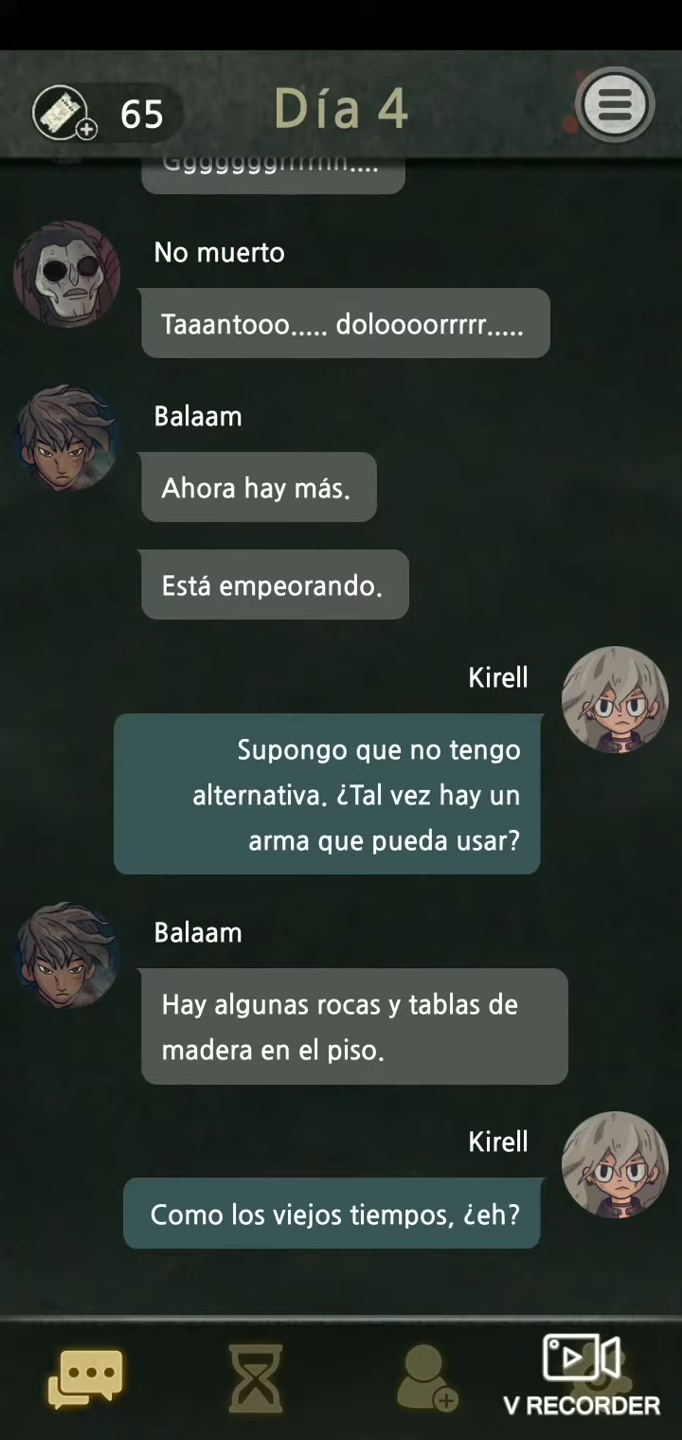 65
Día 4
Gggggggrrrrnn....
No muerto
Taaantooo..... doloooorrrrr.....
Balaam
Ahora hay más.
Está empeorando.
Kirell
Supongo que no tengo
alternativa. ¿Tal vez hay un
arma que pueda usar?
Balaam
Hay algunas rocas y tablas de
madera en el piso.
Kirell
Como los viejos tiempos, ¿eh?
V RECORDER